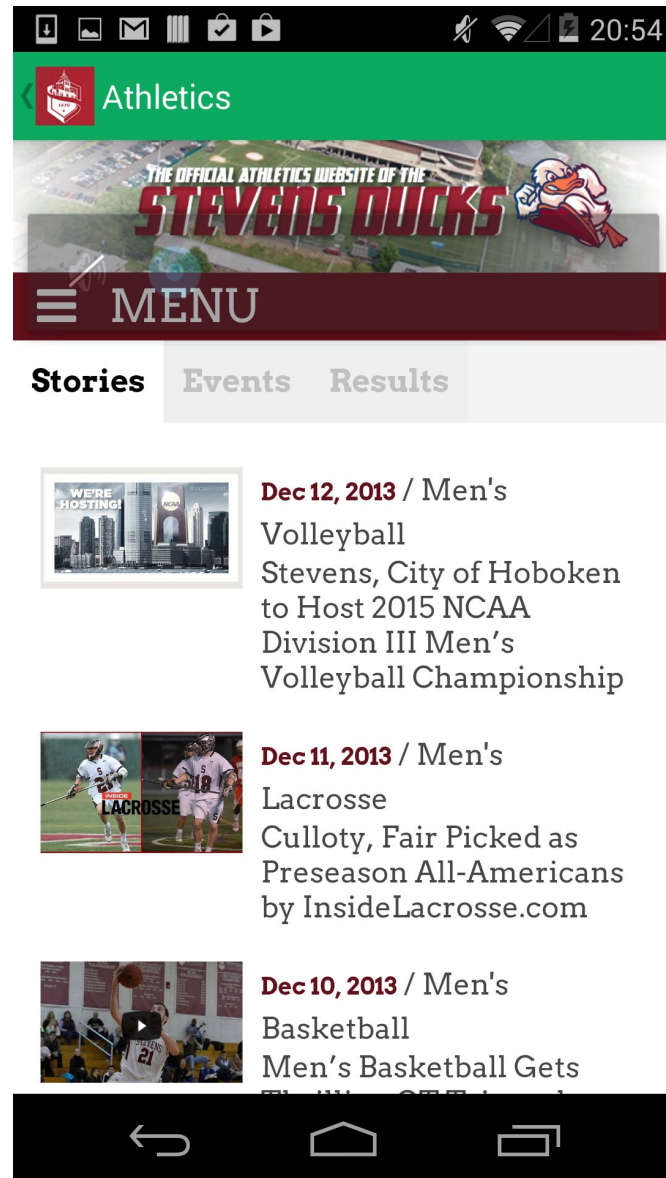 20:54
Athletics
THE OFFICIAL ATHLETICS WEBSITE OF THE
STEVENS DUCKS
MENU
Stories Events Results
WE'RE
HOSTING!
NCAA
Dec 12, 2013 / Men's
Volleyball
Stevens, City of Hoboken
to Host 2015 NCAA
Division III Men’s
Volleyball Championship
INSIDE
LACROSSE
S
S
18
Dec 11, 2013 / Men's
Lacrosse
Culloty, Fair Picked as
Preseason All-Americans
by InsideLacrosse.com
STEVENS
21
Dec 10, 2013 / Men's
Basketball
Men’s Basketball Gets